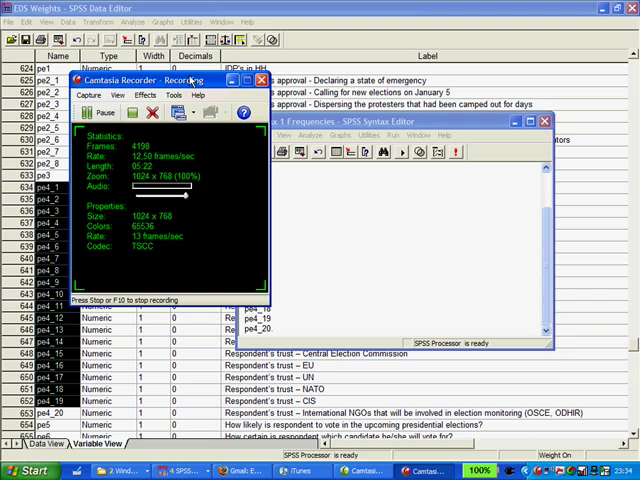 EDS Weights - SPSS Data Editor
File Edit View Data Transform Analyze Graphs Utilities Window Help
Name Type Width Decimals Label
624 pe1 Numeric 1 0 IDP's in HH
625 pe2_1 s approval - Declaring a state of emergency
626 pe2_2 s approval - Calling for new elections on January 5
627 pe2_3 s approval - Dispersing the protesters that had been camped out for days
628
629
630
631
632 pe2_8
633 pe3
634 pe4_1
635
636
637
638
639
640
641
642
643
644 pe4_11 Numeric 1 0
645 pe4_12 Numeric 1 0
646 pe4_13 Numeric 1 0
647 pe4_14 Numeric 1 0
648 pe4_15 Numeric 1 0 Respondent's trust – Central Election Commission
649 pe4_16 Numeric 1 0 Respondent's trust – EU
650 pe4_17 Numeric 1 0 Respondent's trust – UN
651 pe4_18 Numeric 1 0 Respondent's trust – NATO
652 pe4_19 Numeric 1 0 Respondent's trust – CIS
653 pe4_20 Numeric 1 0 Respondent's trust – International NGOs that will be involved in election monitoring (OSCE, ODHIR)
654 pe5 Numeric 1 0 How likely is respondent to vote in the upcoming presidential elections?
655 pe6 Numeric 1 0 How certain is respondent which candidate he/she will vote for?
Data View Variable View
SPSS Processor is ready Weight On
Camtasia Recorder - Recording
Capture View Effects Tools Help
Pause
Statistics:
Frames: 4198
Rate: 12,50 frames/sec
Length: 05:22
Zoom: 1024 x 768 (100%)
Audio:
Properties:
Size: 1024 x 768
Colors: 65536
Rate: 13 frames/sec
Codec: TSCC
Press Stop or F10 to stop recording
x 1 Frequencies - SPSS Syntax Editor
View Analyze Graphs Utilities Run Window Help
pe4_18
pe4_19
pe4_20.
SPSS Processor is ready
Start 2 Wind... 4 SPSS... Gmail: E... iTunes Camtasi... Camtas... 100% 23:34